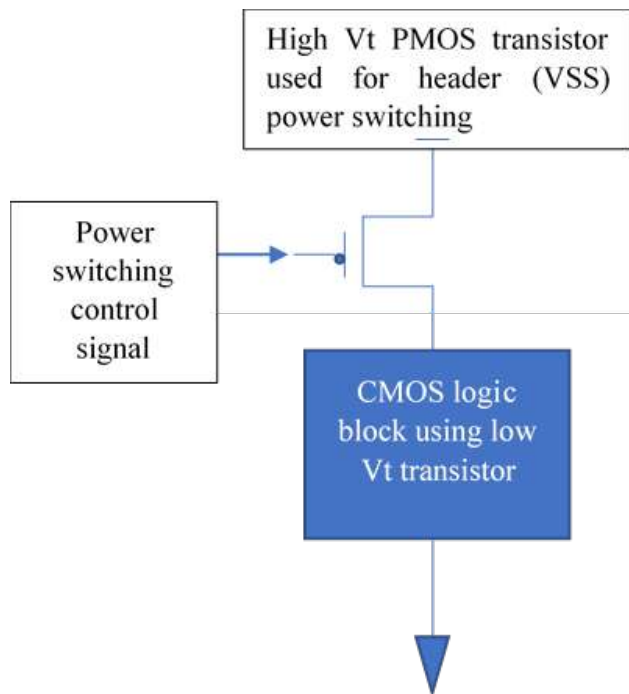 High Vt PMOS transistor
used for header (VSS)
power switching
Power
switching
control
signal
CMOS logic
block using low
Vt transistor